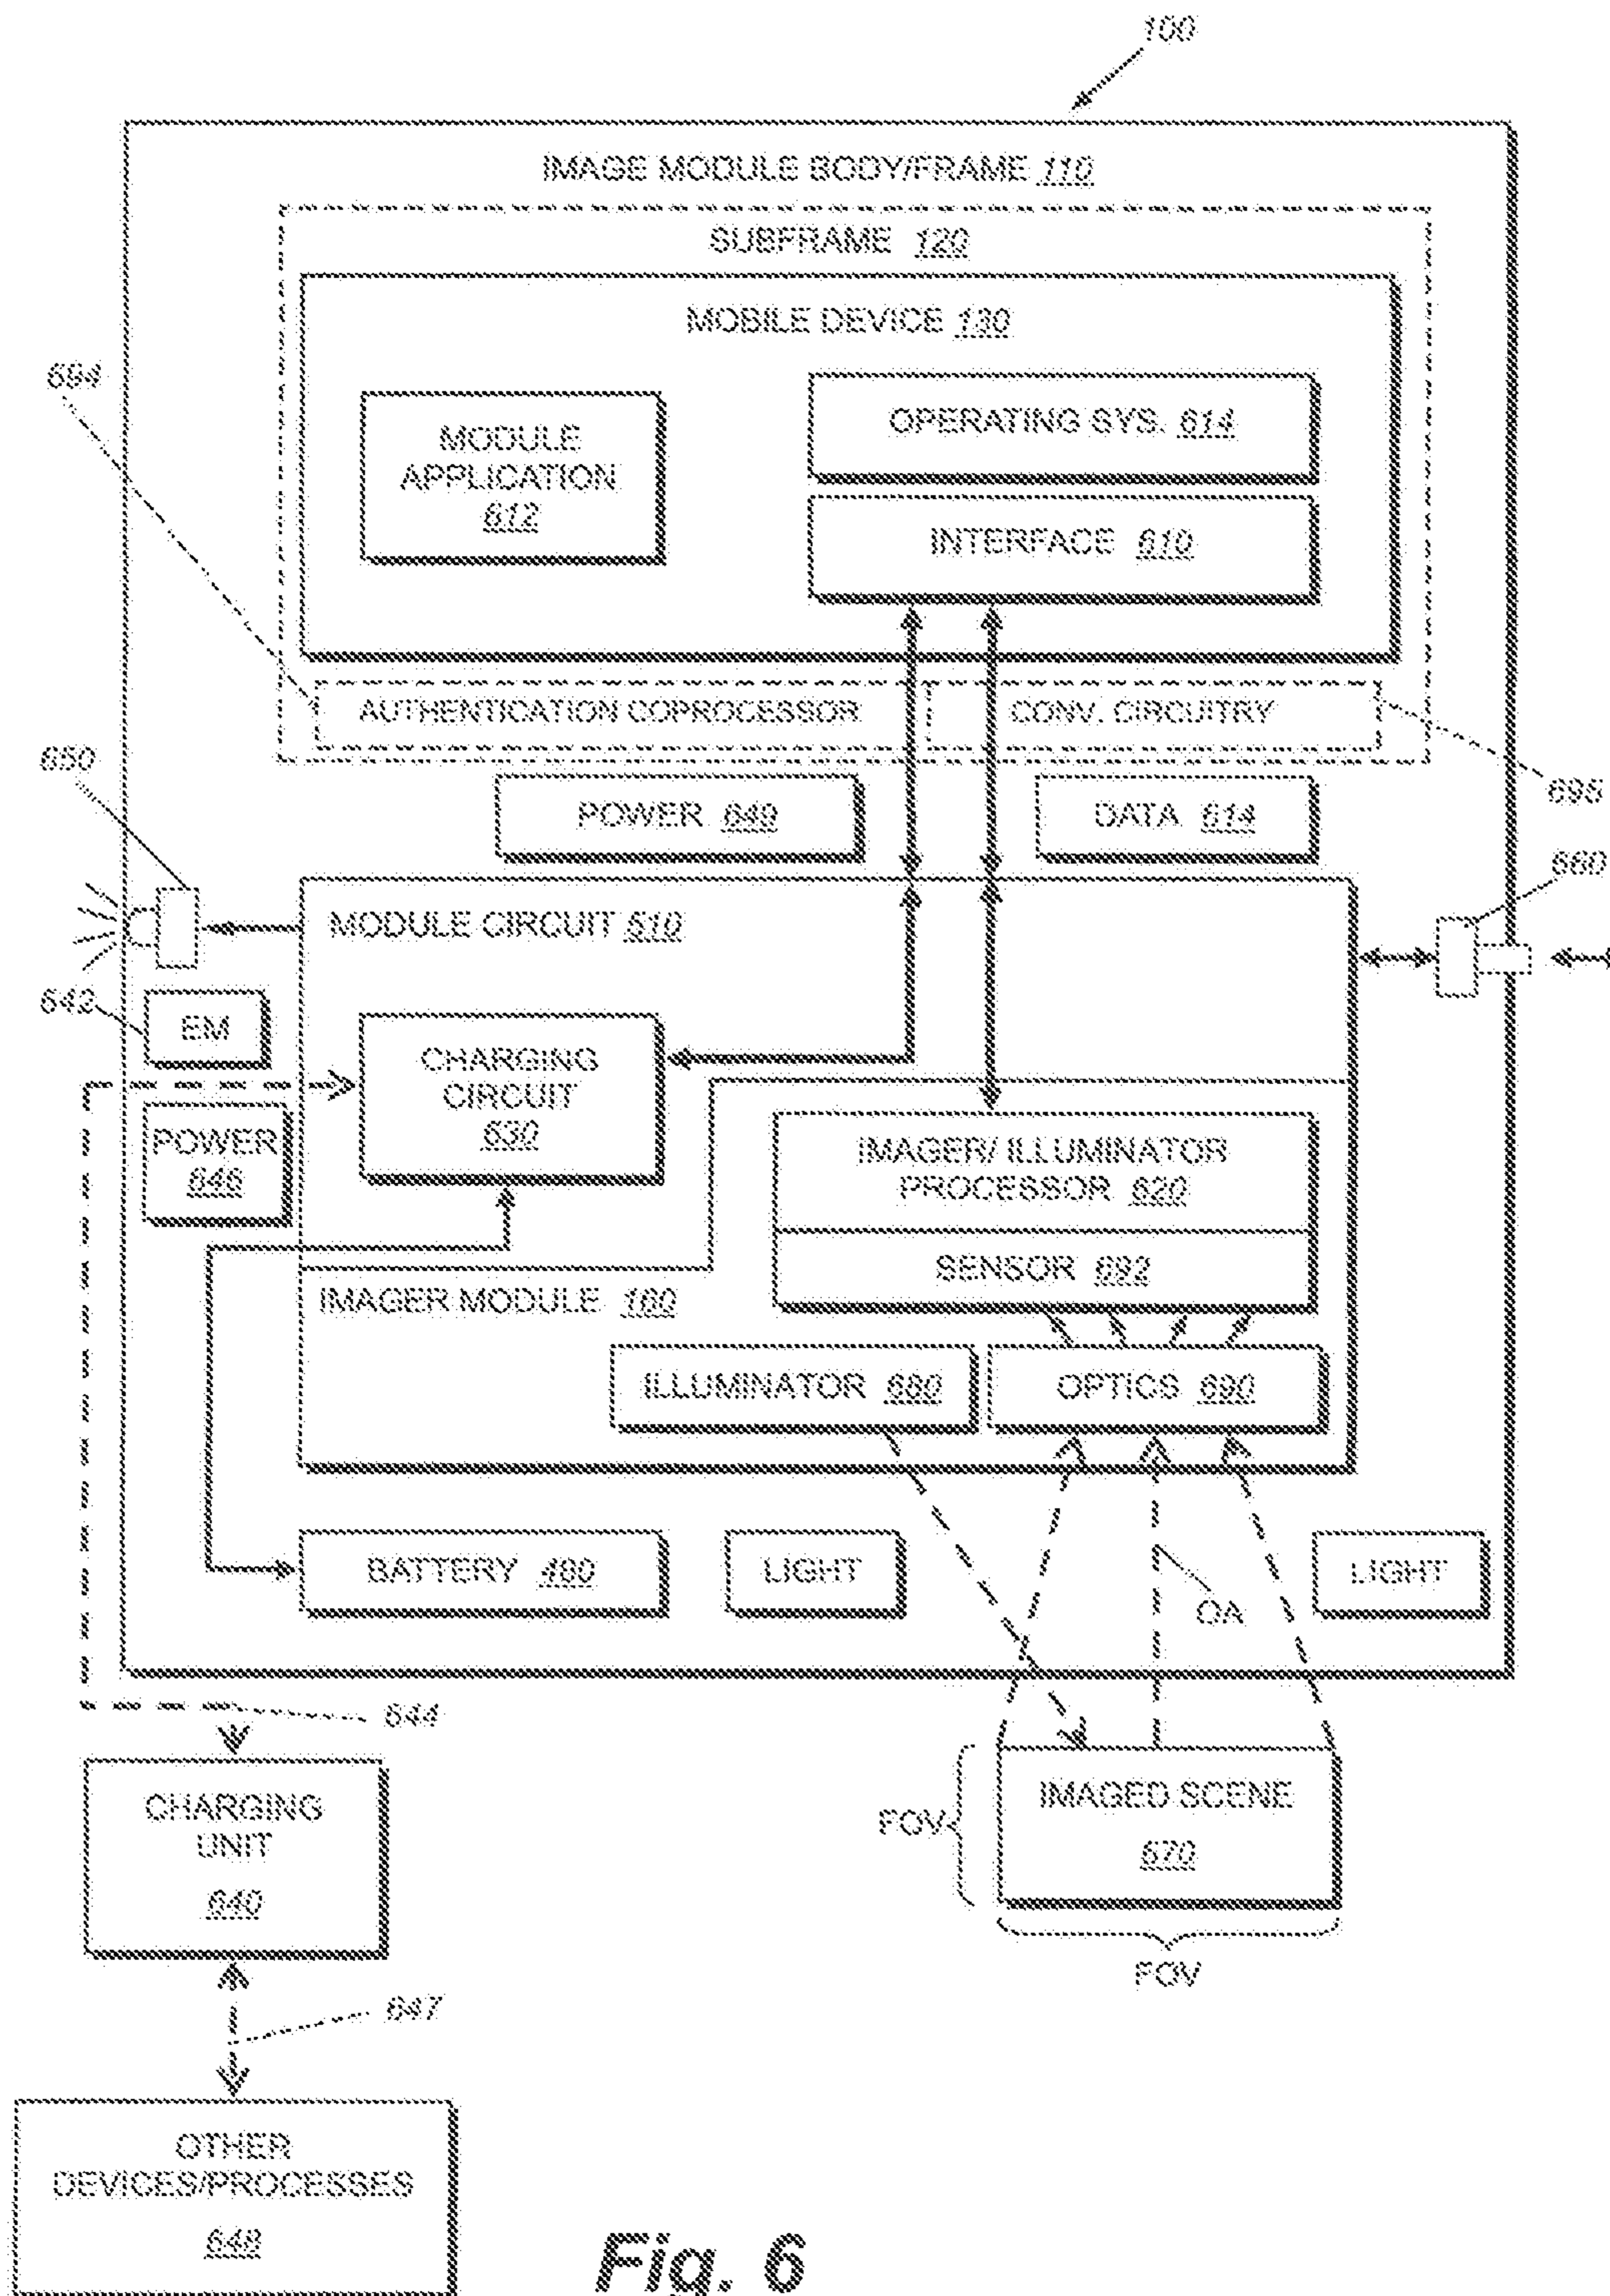 100
IMAGE MODULE BODY/FRAME 110
SUBFRAME 120
MOBILE DEVICE 130
694
MODULE
APPLICATION
612
OPERATING SYS. 614
INTERFACE 610
AUTHENTICATION COPROCESSOR
CONV. CIRCUITRY
650
POWER 649
DATA 614
695
660
MODULE CIRCUIT 510
642
EM
CHARGING
CIRCUIT
630
POWER
646
IMAGER/ ILLUMINATOR
PROCESSOR 620
SENSOR 692
IMAGER MODULE 160
ILLUMINATOR 680
OPTICS 690
BATTERY 480
LIGHT
LIGHT
OA
644
CHARGING
UNIT
640
FOV
IMAGED SCENE
670
FOV
647
OTHER
DEVICES/PROCESSES
648
Fig. 6